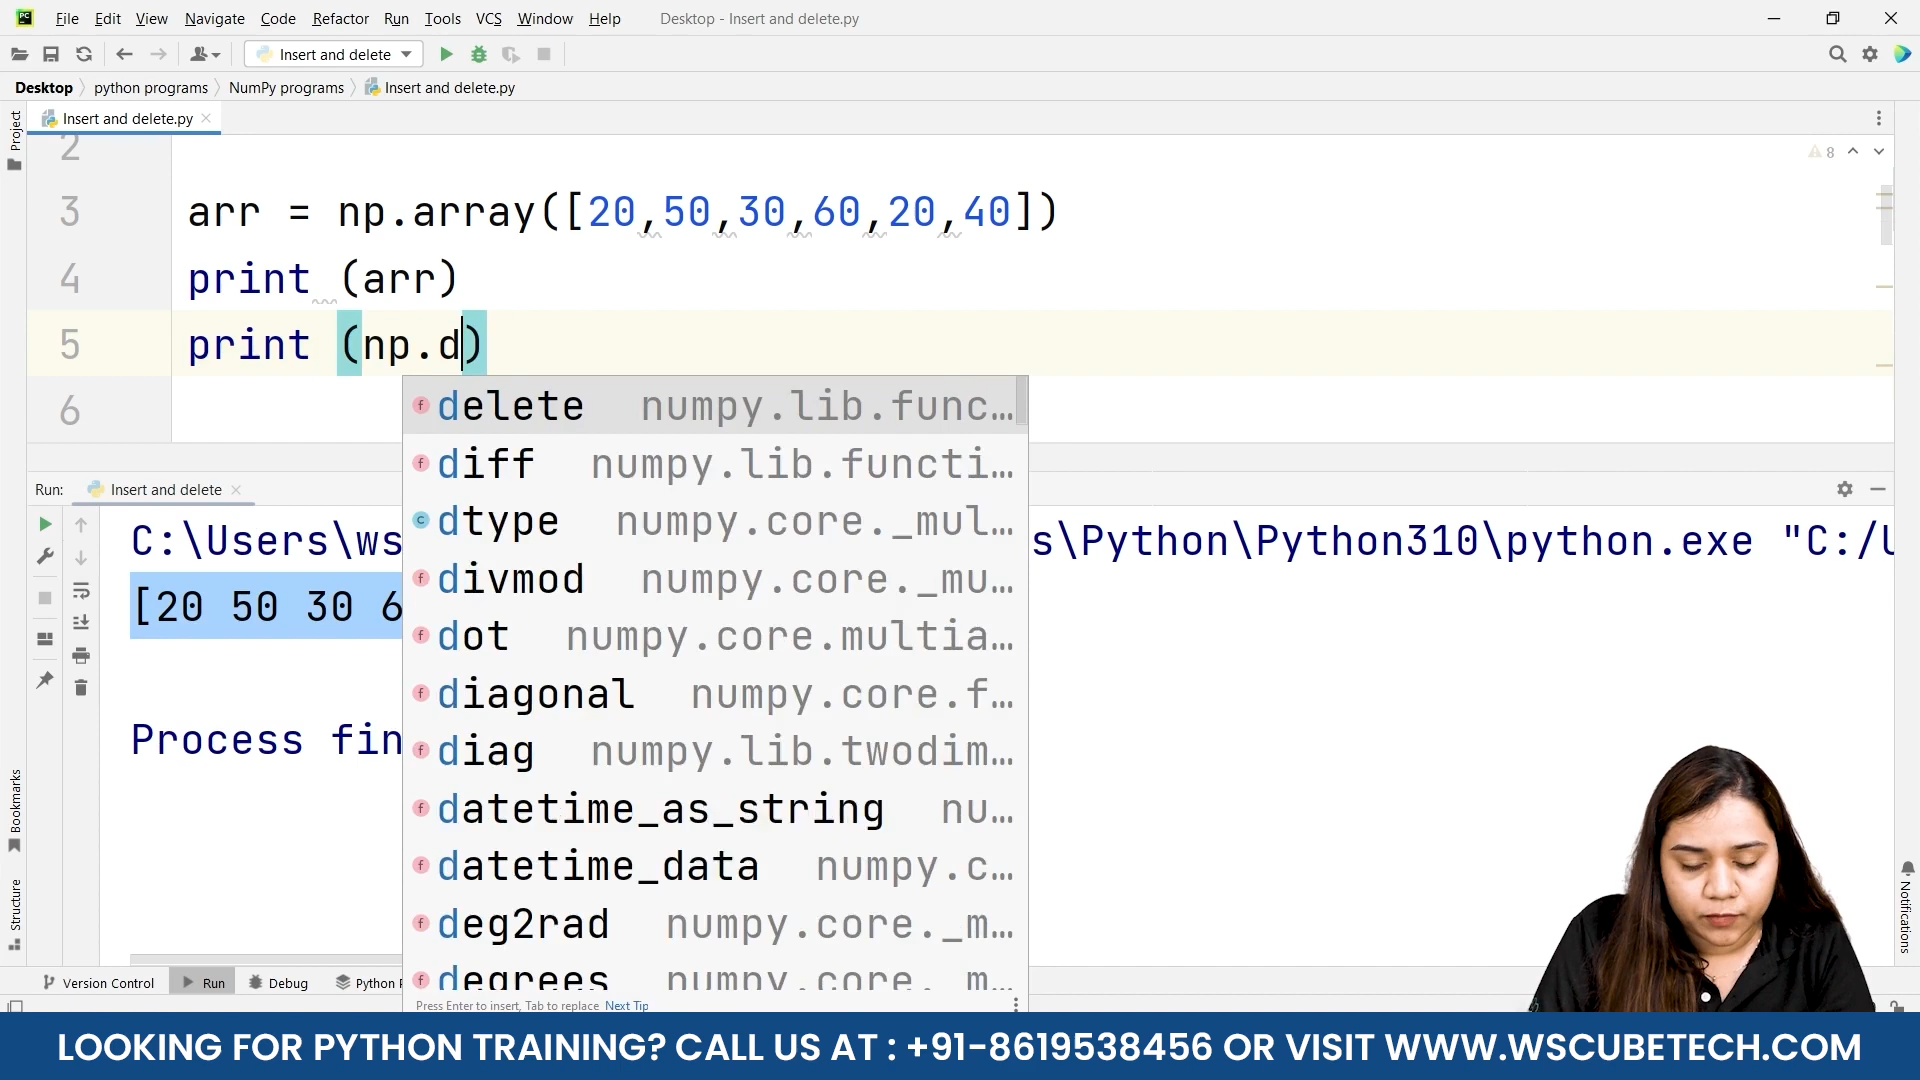 PC File Edit View Navigate Code Refactor Run Tools VCS Window Help Desktop - Insert and delete.py
Insert and delete
Desktop python programs NumPy programs Insert and delete.py
Project
Insert and delete.py
2
8
3 arr = np.array([20,50,30,60,20,40])
4 print (arr)
5 print (np.d)
6
delete numpy.lib.func...
diff numpy.lib.functi...
dtype numpy.core._mul...
divmod numpy.core._mu...
dot numpy.core.multia...
diagonal numpy.core.f...
diag numpy.lib.twodim...
datetime_as_string nu...
datetime_data numpy.c...
deg2rad numpy.core._m...
degrees numpy.core._m...
Press Enter to insert, Tab to replace Next Tip
Run: Insert and delete
C:\Users\ws s\Python\Python310\python.exe "C:/U
[20 50 30 6
Process fin
Bookmarks
Structure
Notifications
Version Control Run Debug Python P
LOOKING FOR PYTHON TRAINING? CALL US AT : +91-8619538456 OR VISIT WWW.WSCUBETECH.COM